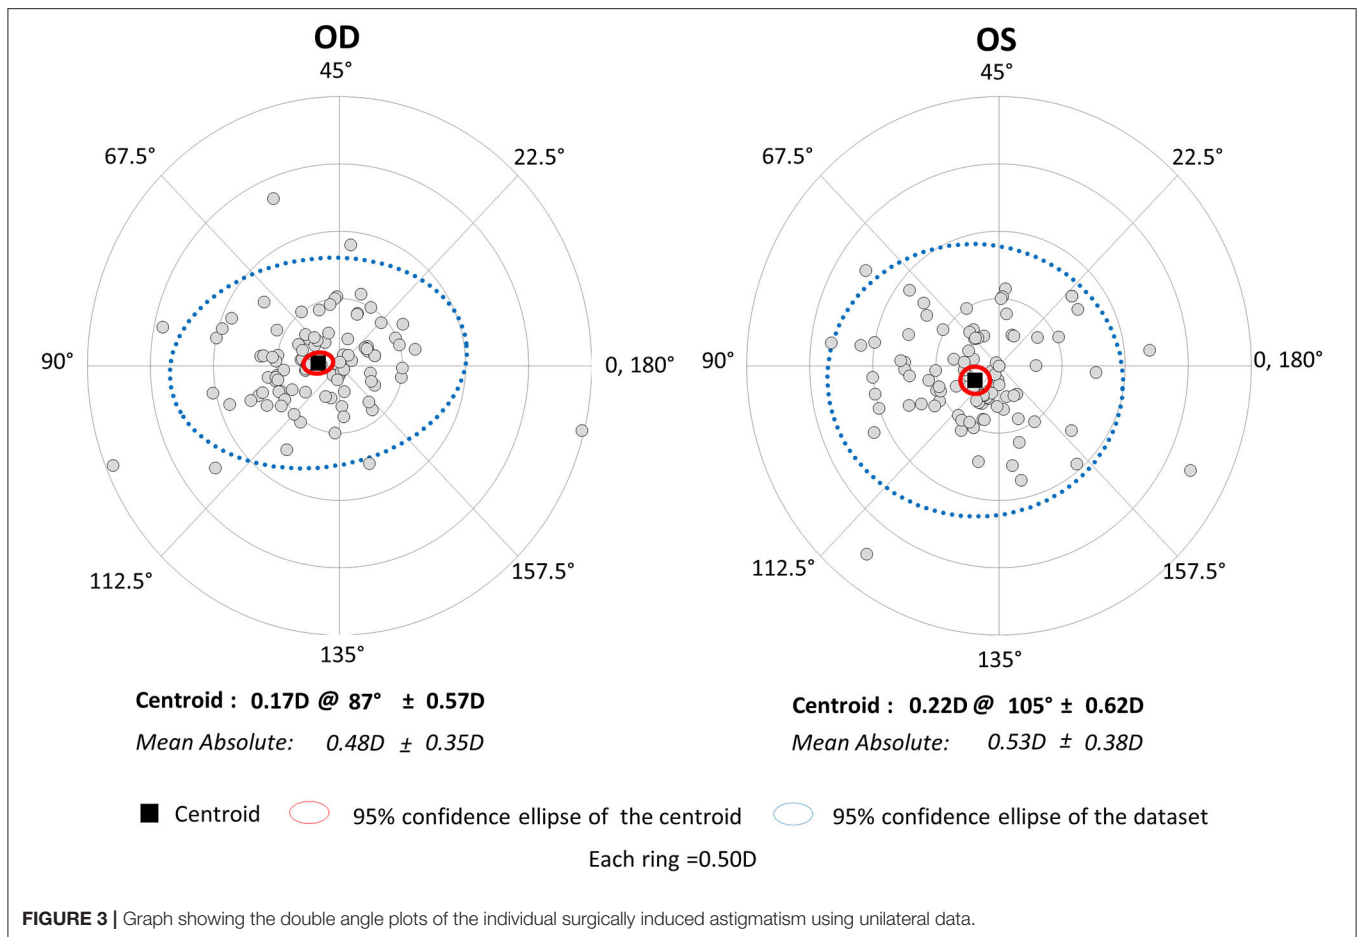 OD
45°
67.5°
22.5°
90°
0, 180°
112.5°
157.5°
135°
Centroid : 0.17D @ 87° ± 0.57D
Mean Absolute: 0.48D ± 0.35D
OS
45°
67.5°
22.5°
90°
0, 180°
112.5°
157.5°
135°
Centroid : 0.22D @ 105° ± 0.62D
Mean Absolute: 0.53D ± 0.38D
Centroid 95% confidence ellipse of the centroid 95% confidence ellipse of the dataset
Each ring =0.50D
FIGURE 3 | Graph showing the double angle plots of the individual surgically induced astigmatism using unilateral data.